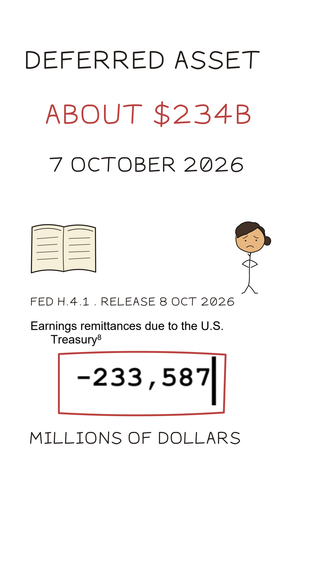 DEFERRED ASSET
ABOUT $234B
7 OCTOBER 2026
FED H.4.1 . RELEASE 8 OCT 2026
Earnings remittances due to the U.S.
Treasury⁸
-233,587
MILLIONS OF DOLLARS